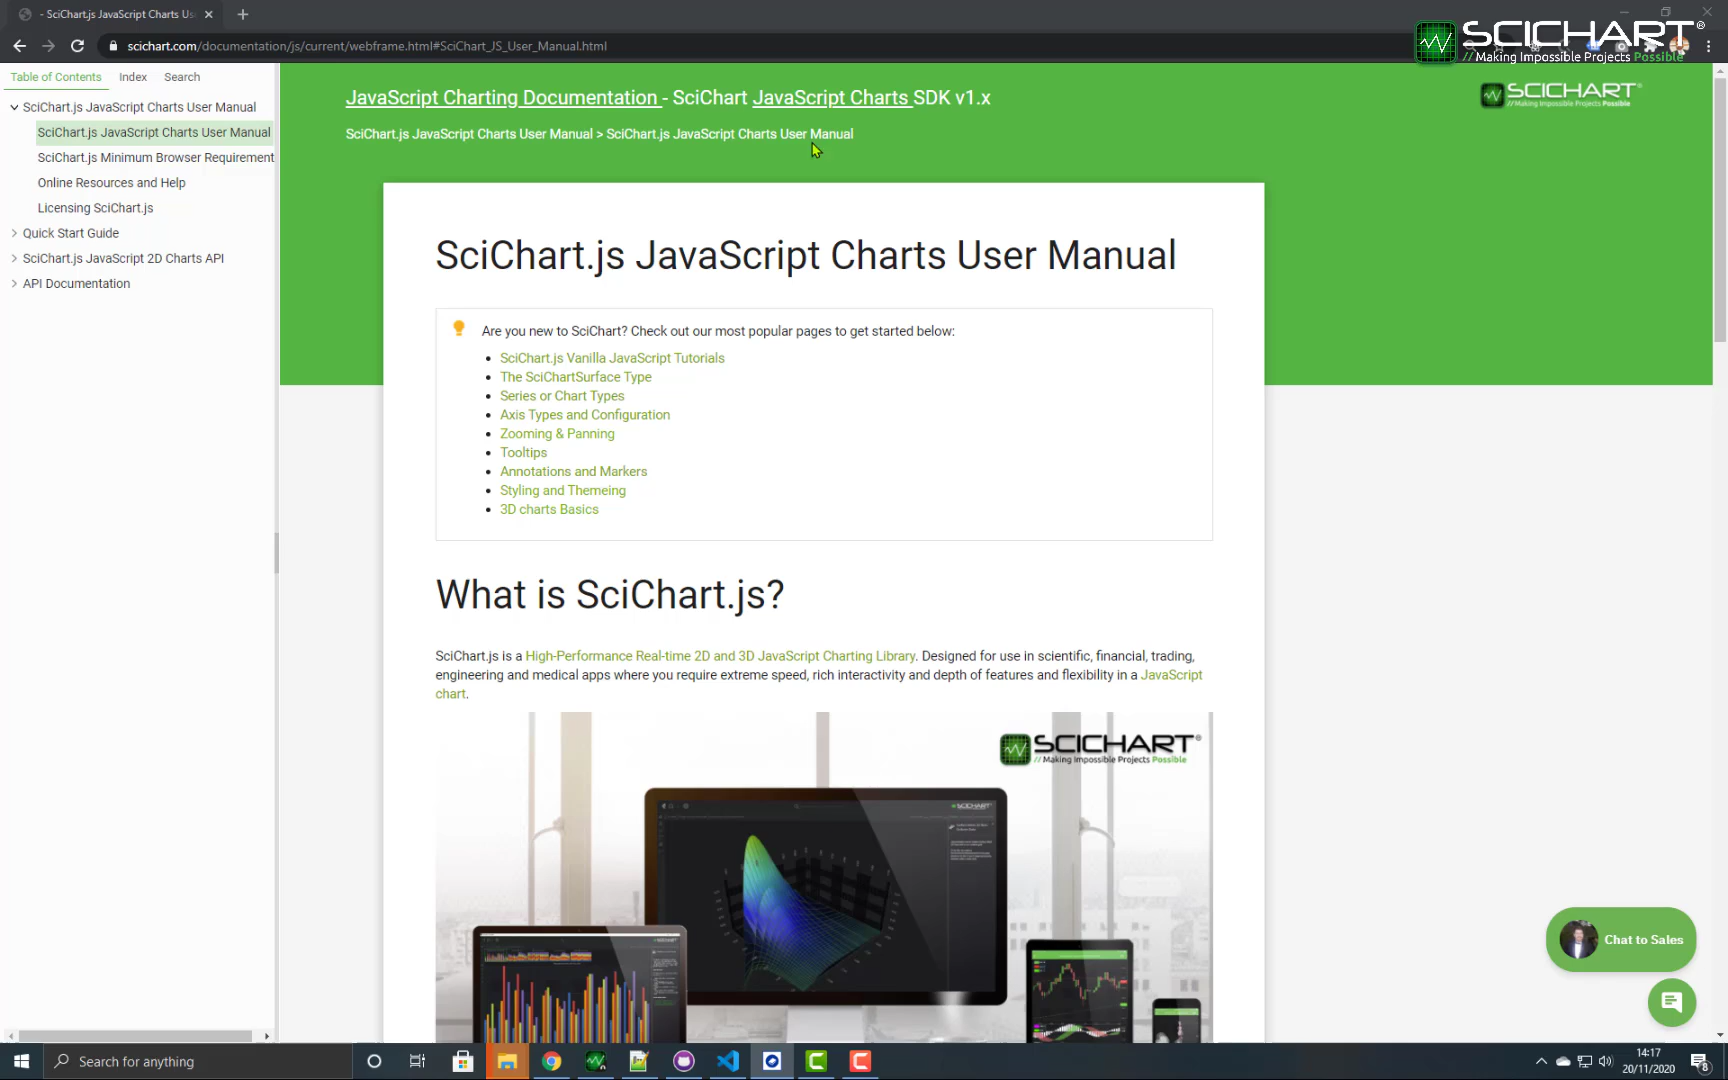 - SciChart.js JavaScript Charts Us
SCICHART®
// Making Impossible Projects Possible
scichart.com/documentation/js/current/webframe.html#SciChart_JS_User_Manual.html
Table of Contents
Index
Search
SciChart.js JavaScript Charts User Manual
SciChart.js JavaScript Charts User Manual
SciChart.js Minimum Browser Requirement
Online Resources and Help
Licensing SciChart.js
Quick Start Guide
SciChart.js JavaScript 2D Charts API
API Documentation
JavaScript Charting Documentation - SciChart JavaScript Charts SDK v1.x
SciChart.js JavaScript Charts User Manual > SciChart.js JavaScript Charts User Manual
SCICHART®
// Making Impossible Projects Possible
SciChart.js JavaScript Charts User Manual
Are you new to SciChart? Check out our most popular pages to get started below:
SciChart.js Vanilla JavaScript Tutorials
The SciChartSurface Type
Series or Chart Types
Axis Types and Configuration
Zooming & Panning
Tooltips
Annotations and Markers
Styling and Themeing
3D charts Basics
What is SciChart.js?
SciChart.js is a High-Performance Real-time 2D and 3D JavaScript Charting Library. Designed for use in scientific, financial, trading,
engineering and medical apps where you require extreme speed, rich interactivity and depth of features and flexibility in a JavaScript
chart.
SCICHART®
// Making Impossible Projects Possible
SCICHART
Chat to Sales
Search for anything
14:17
20/11/2020
8